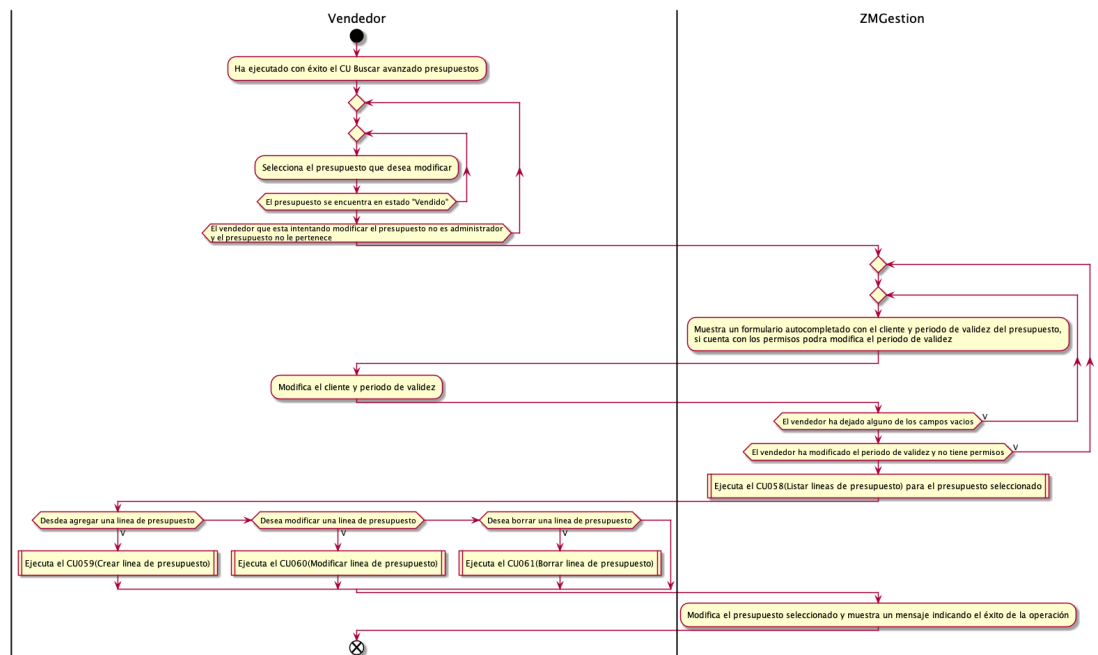 Vendedor
ZMGestion
Ha ejecutado con éxito el CU Buscar avanzado presupuestos
Selecciona el presupuesto que desea modificar
El presupuesto se encuentra en estado "Vendido"
El vendedor que esta intentando modificar el presupuesto no es administrador
y el presupuesto no le pertenece
Muestra un formulario autocompletado con el cliente y periodo de validez del presupuesto,
si cuenta con los permisos podra modifica el periodo de validez
Modifica el cliente y periodo de validez
El vendedor ha dejado alguno de los campos vacios
V
El vendedor ha modificado el periodo de validez y no tiene permisos
V
Ejecuta el CU058(Listar lineas de presupuesto) para el presupuesto seleccionado
Desdea agregar una linea de presupuesto
V
Desea modificar una linea de presupuesto
V
Desea borrar una linea de presupuesto
V
Ejecuta el CU059(Crear linea de presupuesto)
Ejecuta el CU060(Modificar linea de presupuesto)
Ejecuta el CU061(Borrar linea de presupuesto)
Modifica el presupuesto seleccionado y muestra un mensaje indicando el éxito de la operación